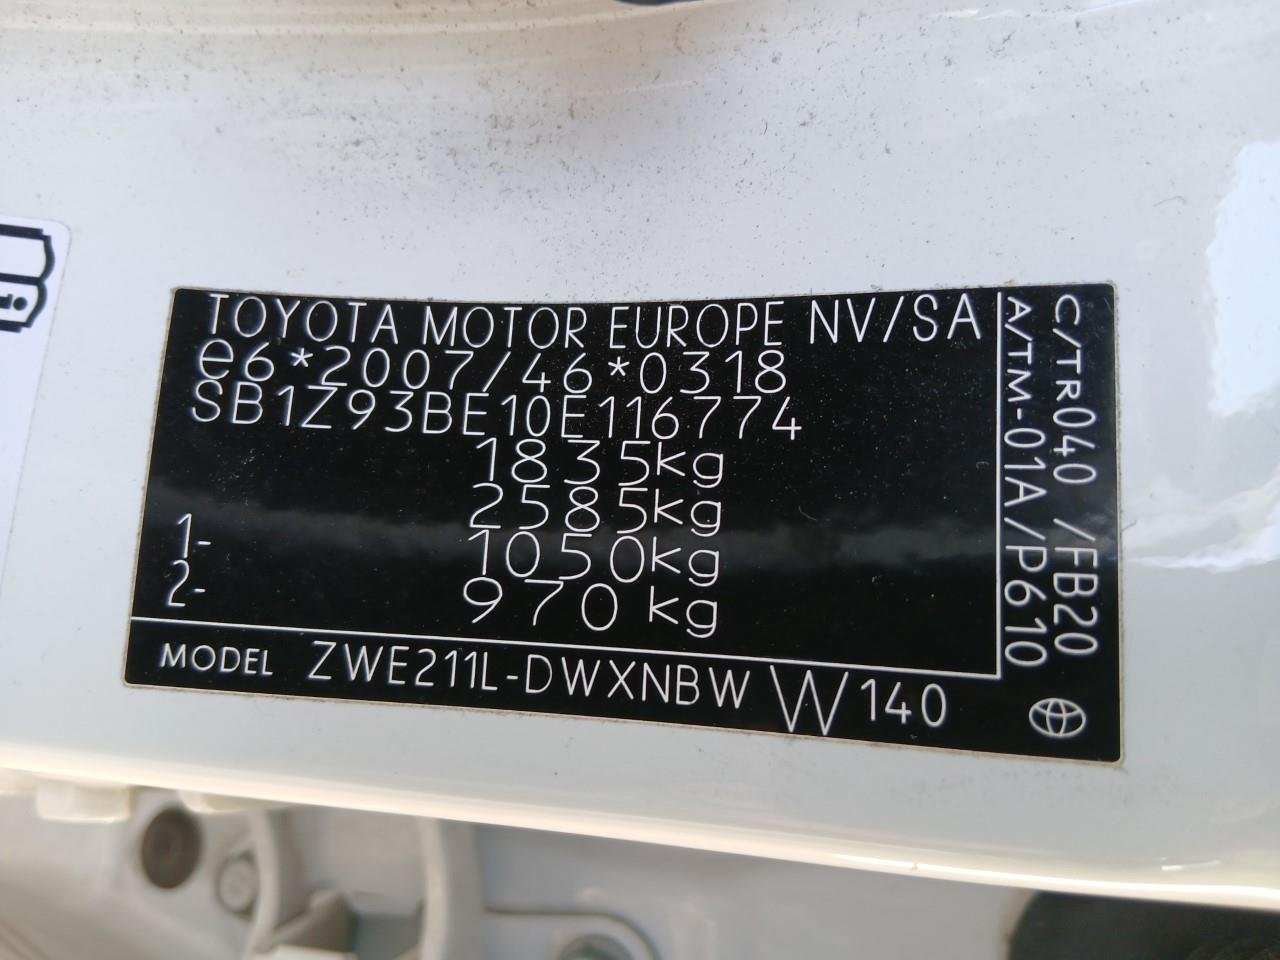 TOYOTA MOTOR EUROPE NV/SA
e6*2007/46*0318
SB1Z93BE10E116774
1835kg
2585kg
1- 1050kg
2- 970 kg
MODEL ZWE211L-DWXNBW W140
C/TR040 /FB20
A/TM-01A/P610